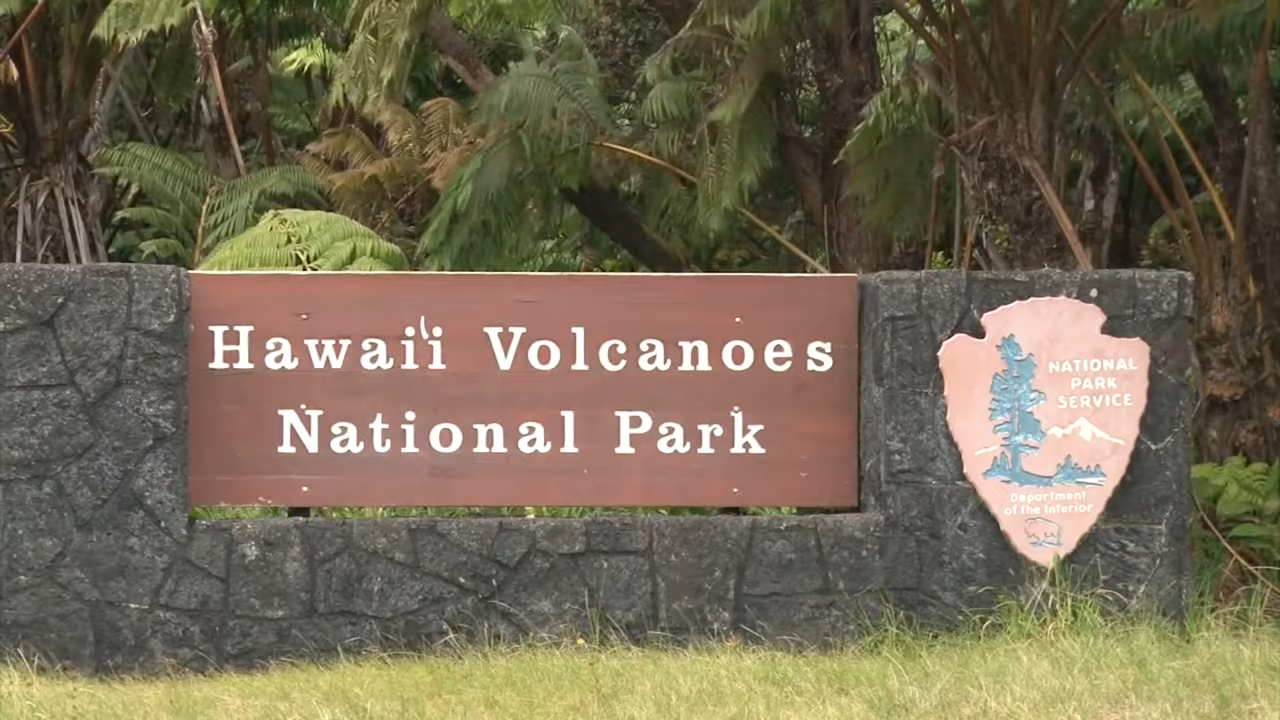 Hawaiʻi Volcanoes
National Park
NATIONAL
PARK
SERVICE
Department
of the Interior